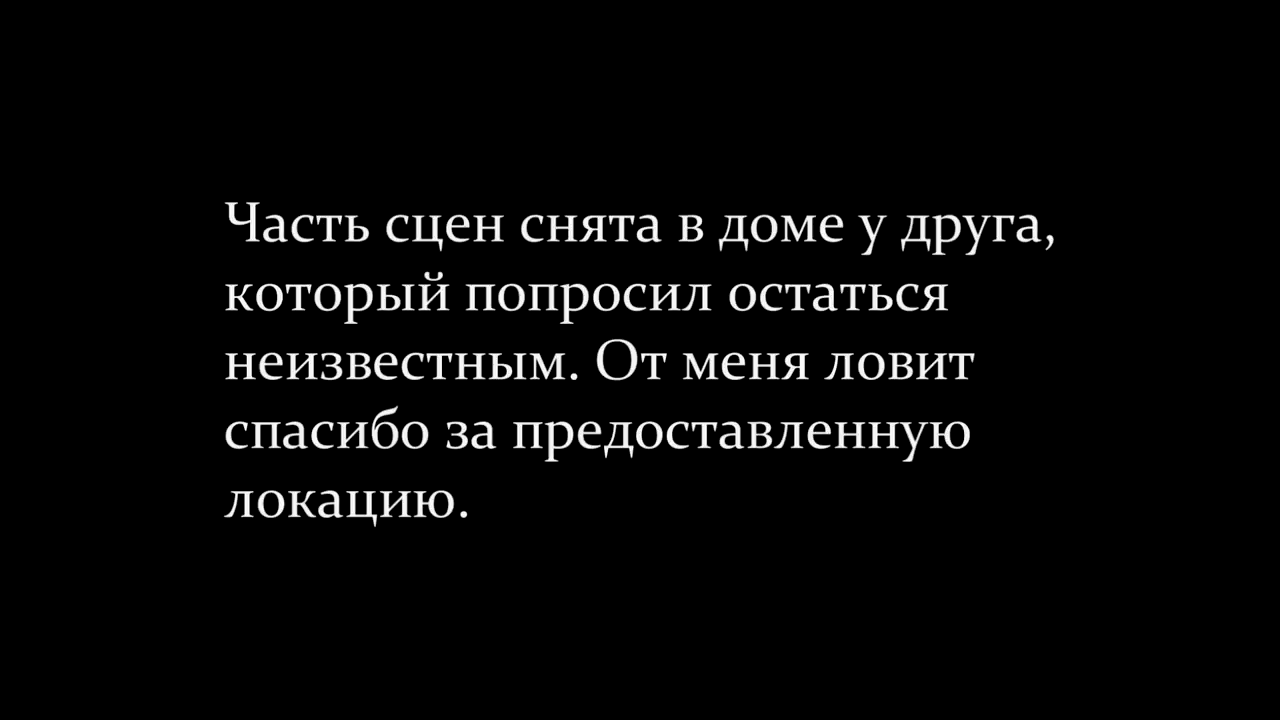 Часть сцен снята в доме у друга,
который попросил остаться
неизвестным. От меня ловит
спасибо за предоставленную
локацию.